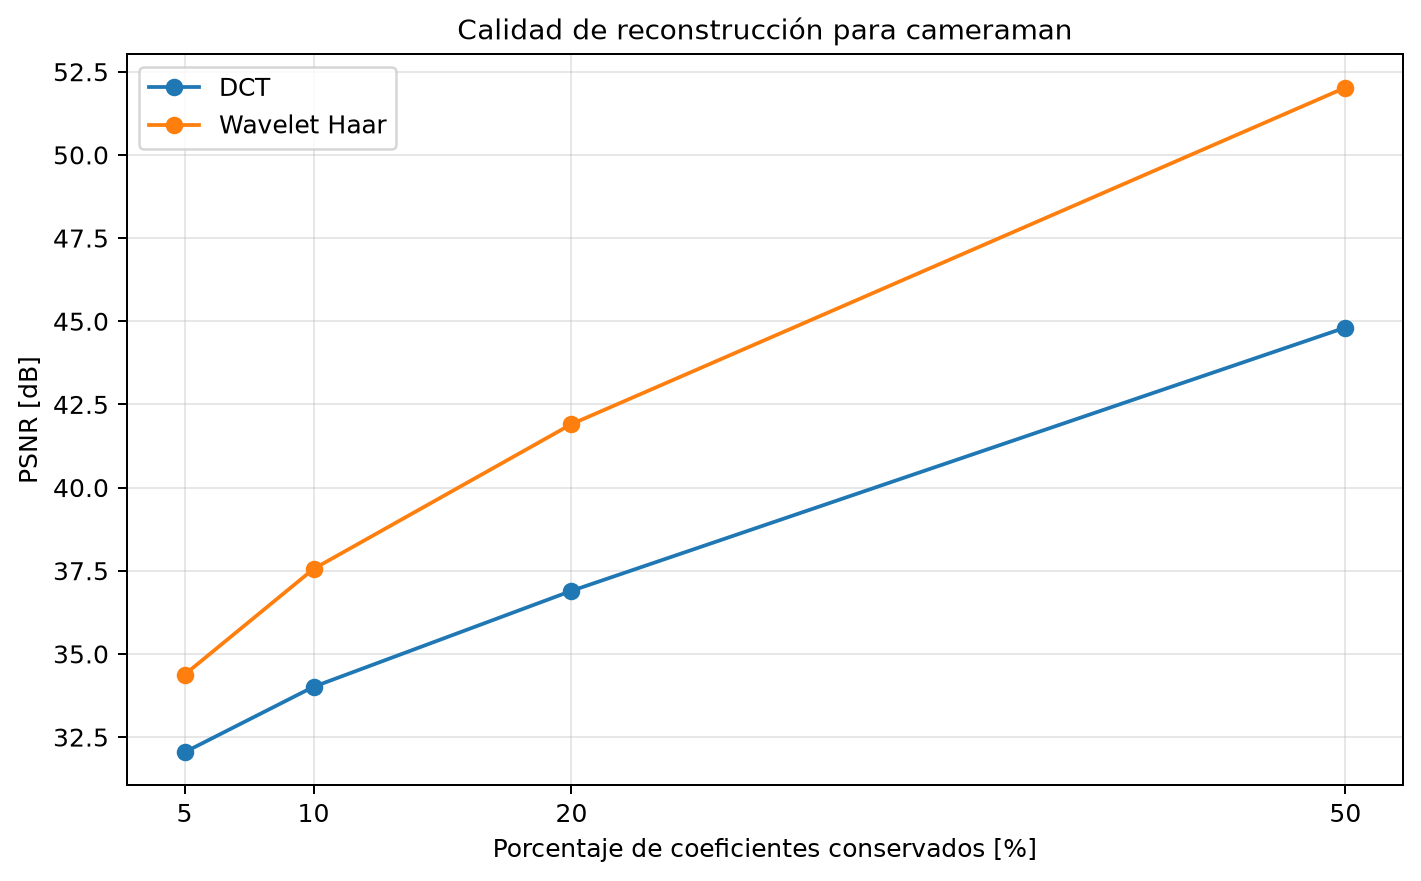 Calidad de reconstrucción para cameraman
DCT
Wavelet Haar
52.5
50.0
47.5
45.0
42.5
40.0
37.5
35.0
32.5
PSNR [dB]
5 10 20 50
Porcentaje de coeficientes conservados [%]